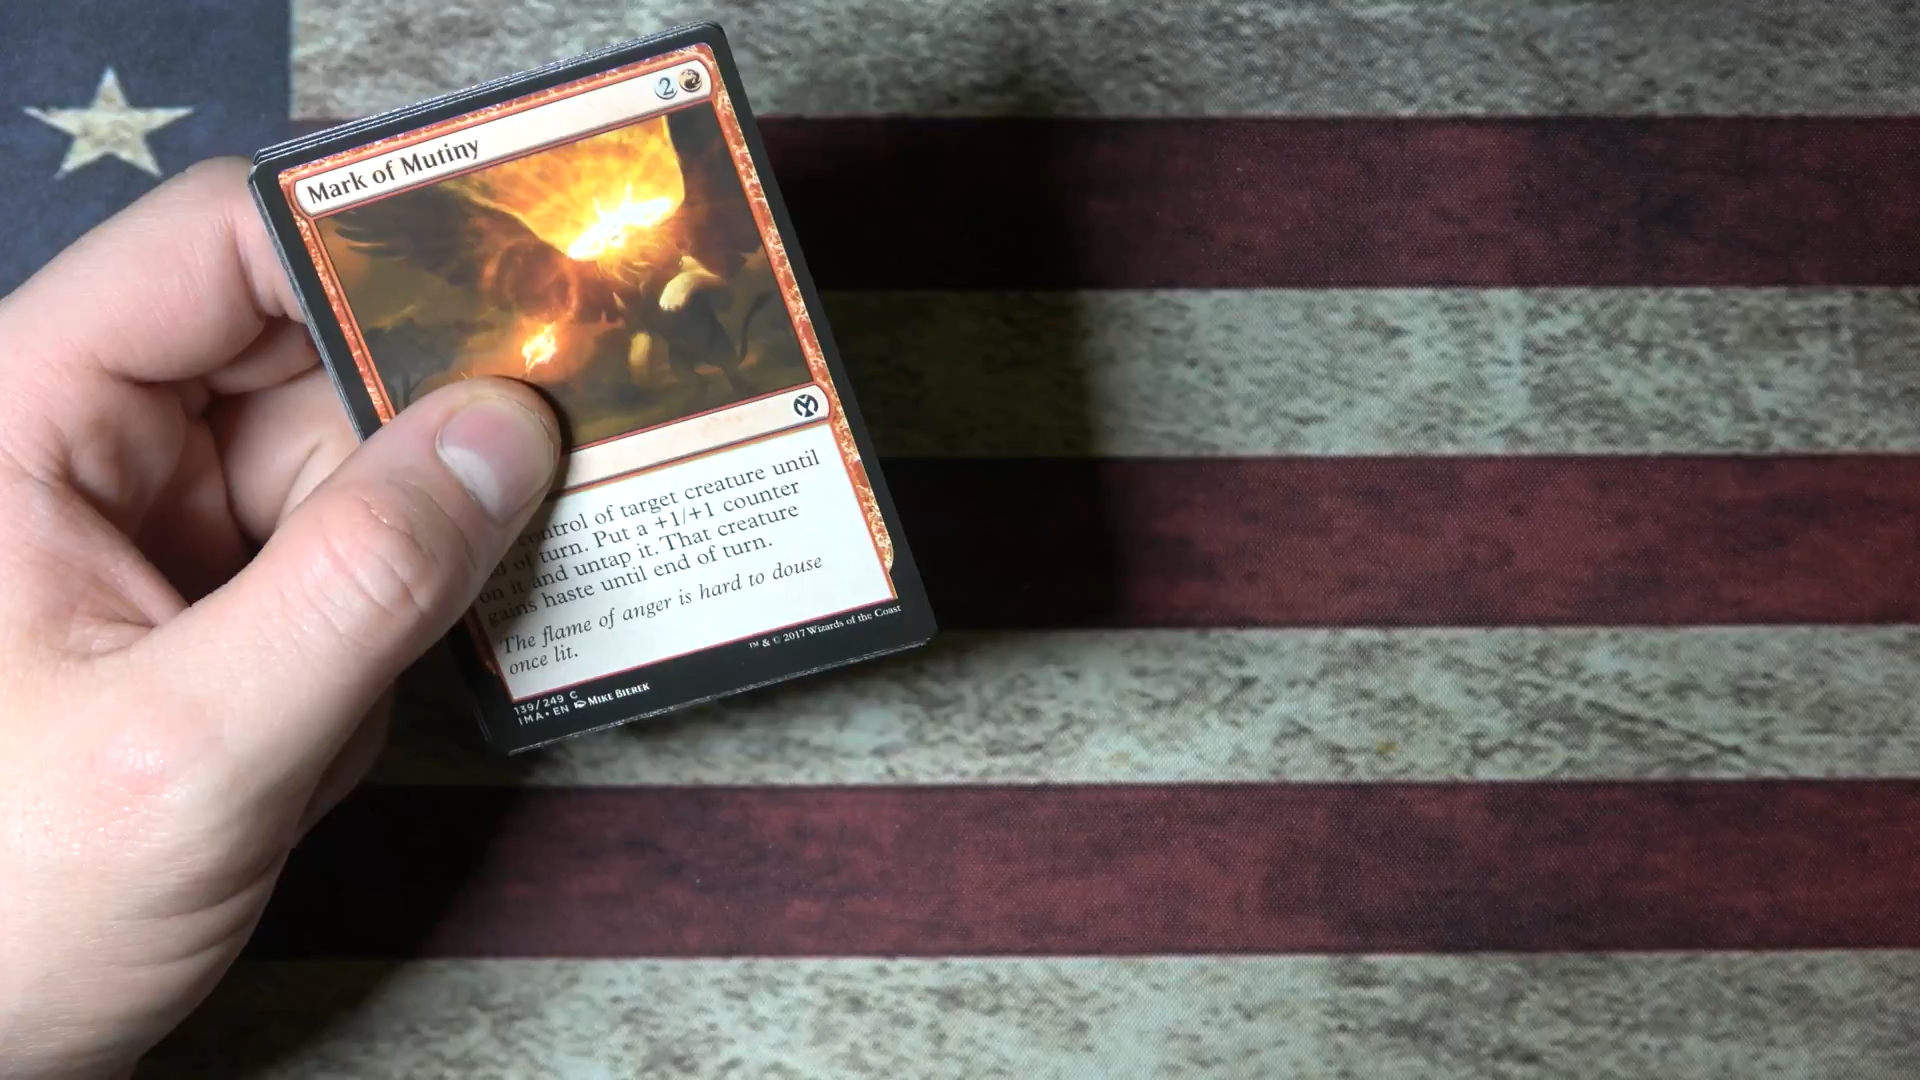 Mark of Mutiny 2
control of target creature until
of turn. Put a +1/+1 counter
on it and untap it. That creature
gains haste until end of turn.
The flame of anger is hard to douse
once lit.
™ & © 2017 Wizards of the Coast
139/249 C
IMA • EN MIKE BIEREK